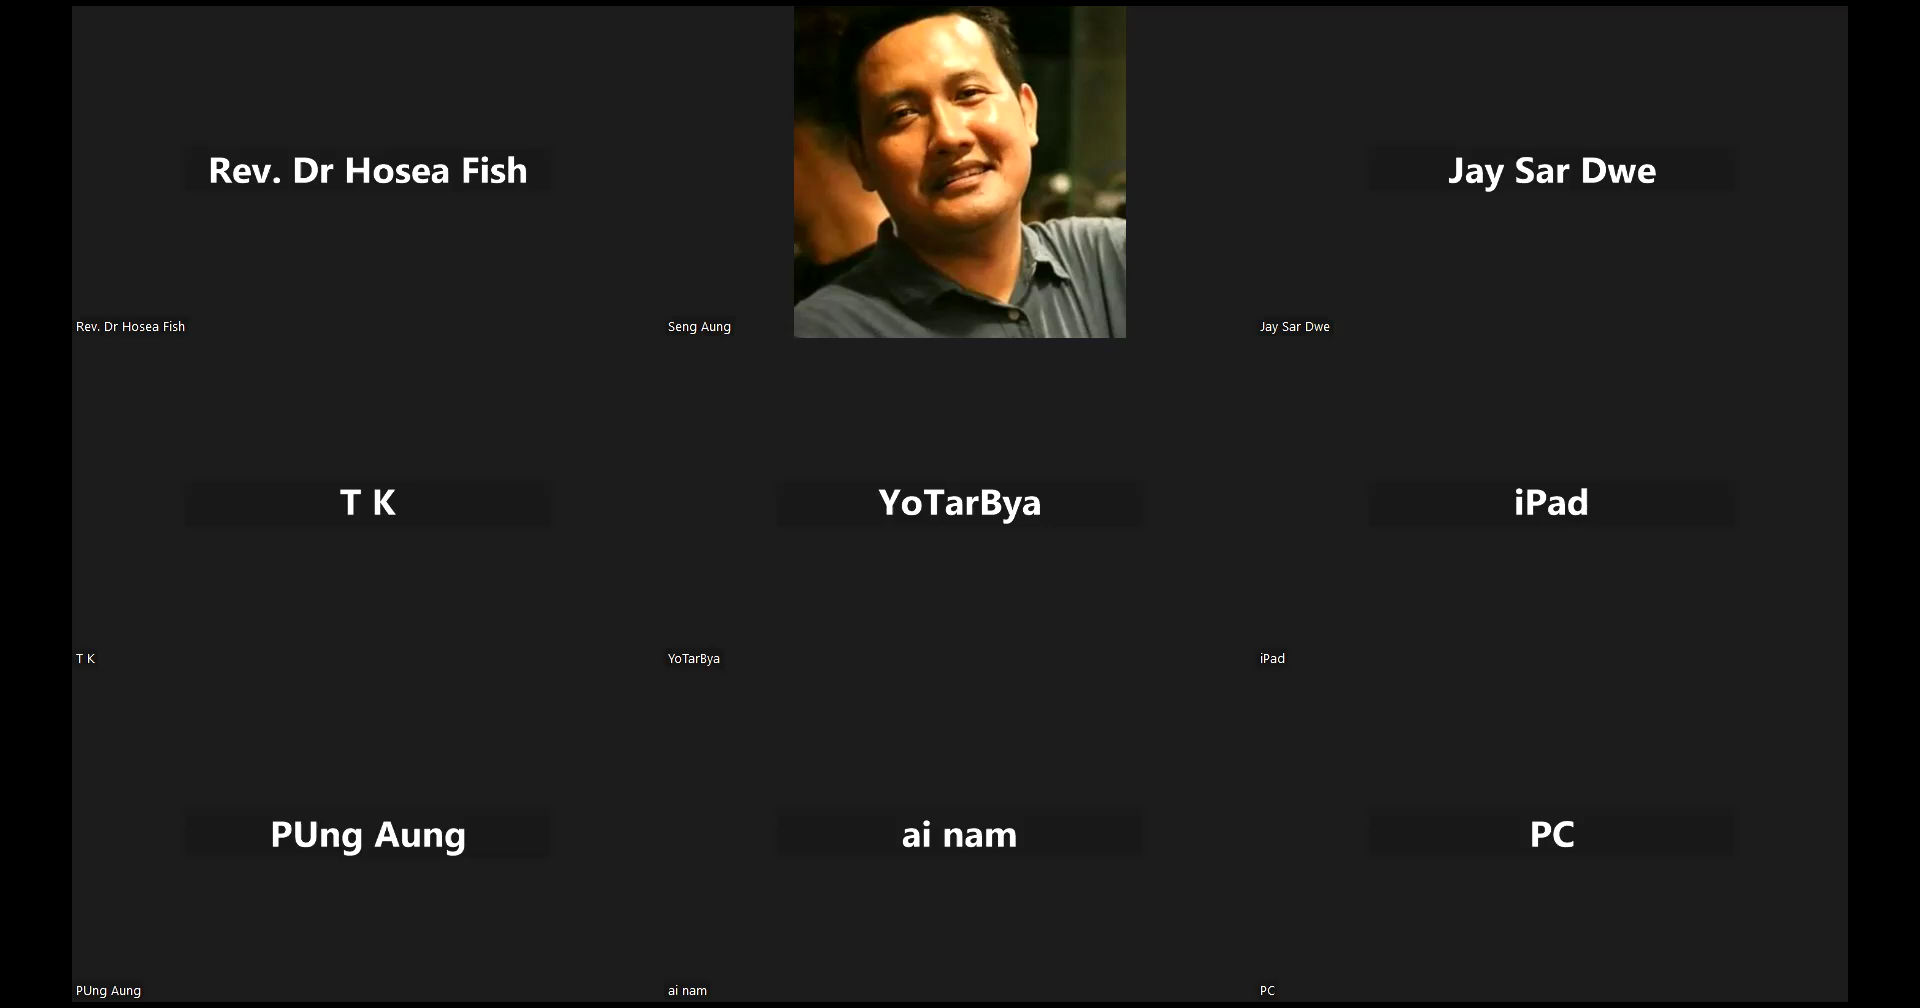 Rev. Dr Hosea Fish
Jay Sar Dwe
Rev. Dr Hosea Fish
Seng Aung
Jay Sar Dwe
T K
YoTarBya
iPad
T K
YoTarBya
iPad
PUng Aung
ai nam
PC
PUng Aung
ai nam
PC